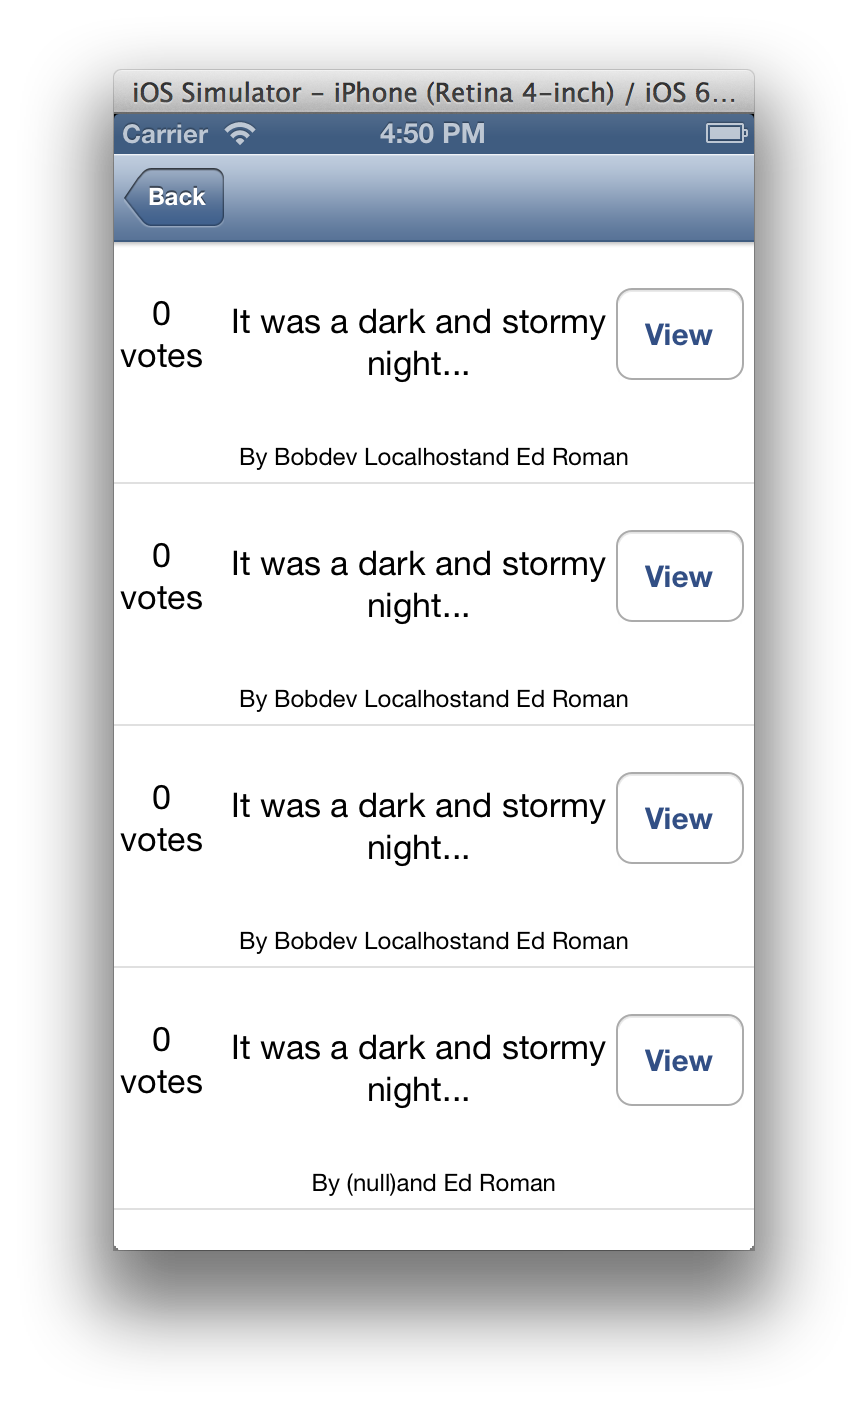 iOS Simulator – iPhone (Retina 4-inch) / iOS 6...
Carrier 4:50 PM
Back
0
votes
It was a dark and stormy
night...
View
By Bobdev Localhostand Ed Roman
0
votes
It was a dark and stormy
night...
View
By Bobdev Localhostand Ed Roman
0
votes
It was a dark and stormy
night...
View
By Bobdev Localhostand Ed Roman
0
votes
It was a dark and stormy
night...
View
By (null)and Ed Roman